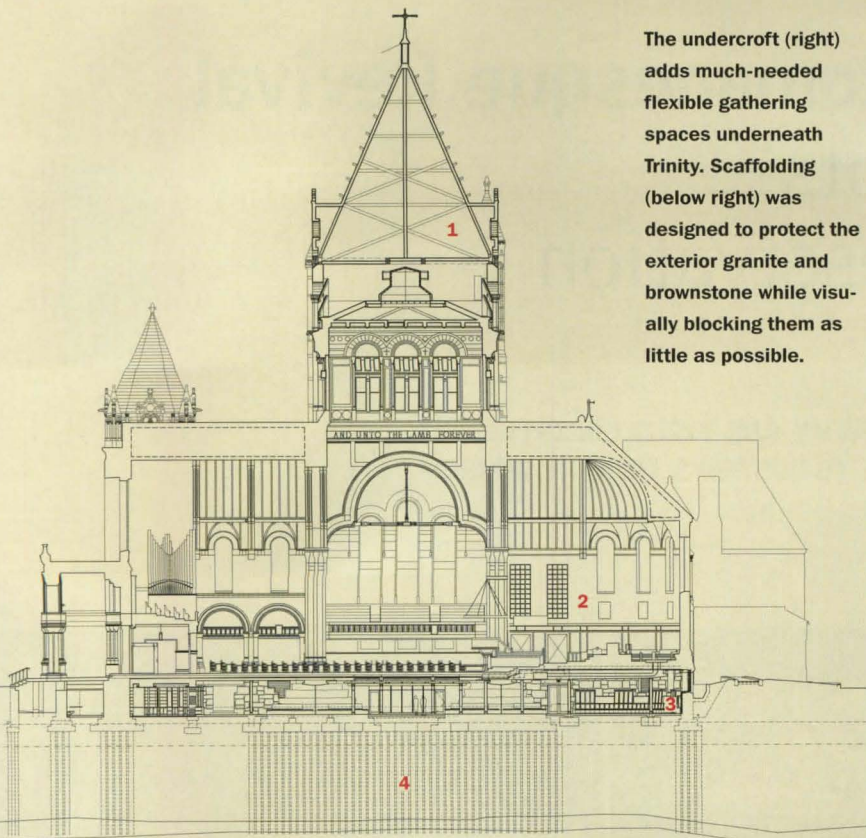 The undercroft (right)
adds much-needed
flexible gathering
spaces underneath
Trinity. Scaffolding
(below right) was
designed to protect the
exterior granite and
brownstone while visu-
ally blocking them as
little as possible.
1
AND UNTO THE LAMB FOREVER
2
3
4